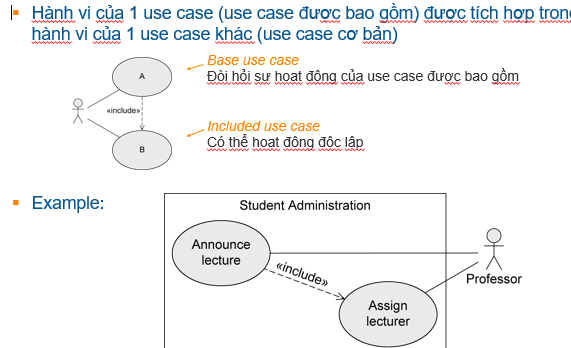 Hành vi của 1 use case (use case được bao gồm) được tích hợp tron
hành vi của 1 use case khác (use case cơ bản)
Base use case
Đòi hỏi sự hoạt động của use case được bao gồm
A
«include»
B
Included use case
Có thể hoạt động độc lập
Example:
Student Administration
Announce
lecture
«include»
Assign
lecturer
Professor